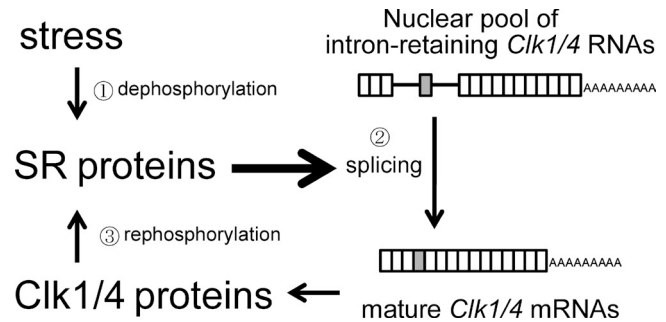 stress
① dephosphorylation
SR proteins
③ rephosphorylation
Clk1/4 proteins
Nuclear pool of
intron-retaining Clk1/4 RNAs
AAAAAAAAA
②
splicing
AAAAAAAAA
mature Clk1/4 mRNAs